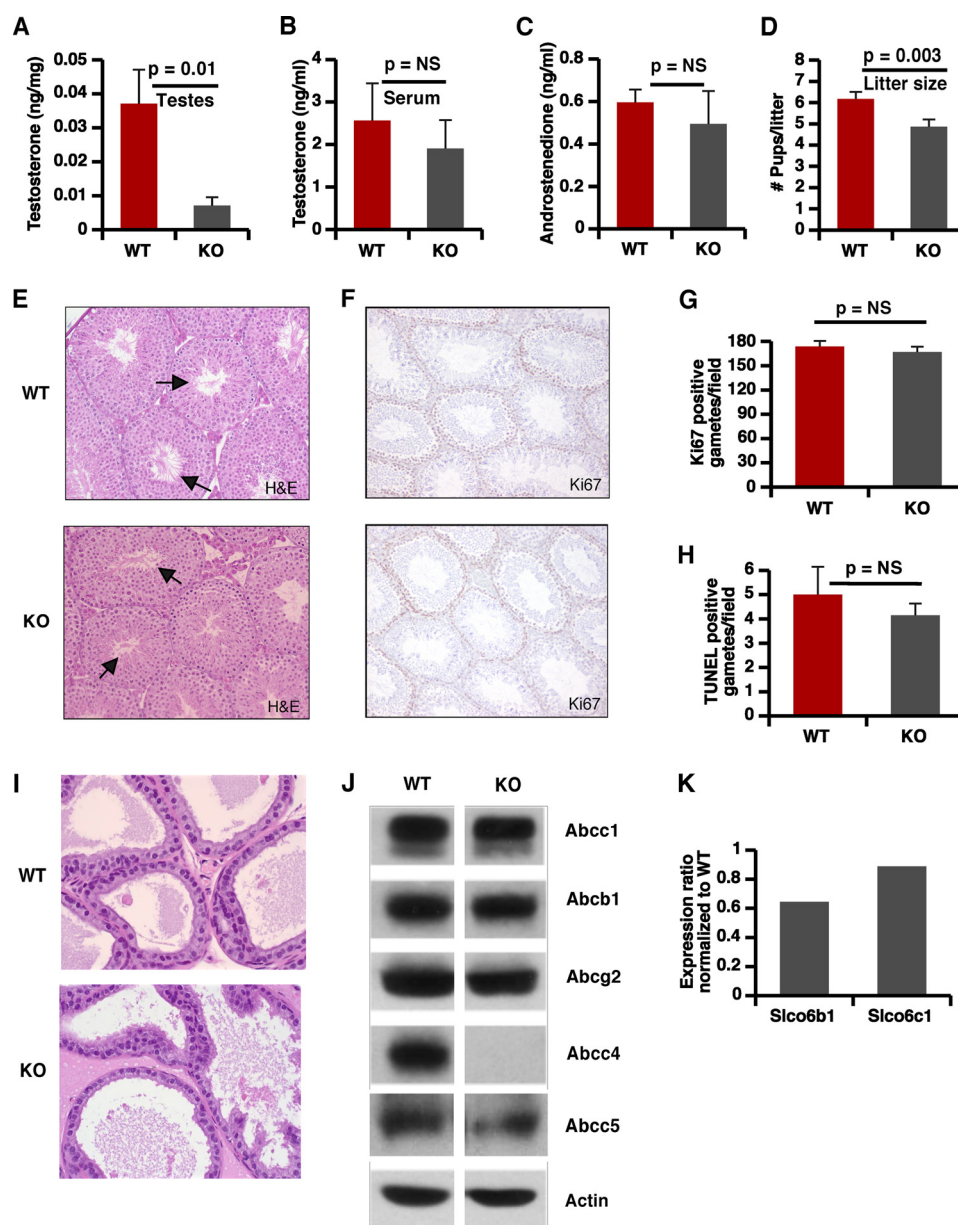 A
Testosterone (ng/mg)
0.05
0.04
0.03
0.02
0.01
0
p = 0.01
Testes
WT
KO
B
Testosterone (ng/ml)
4
3
2
1
0
p = NS
Serum
WT
KO
C
Androstenedione (ng/ml)
0.8
0.6
0.4
0.2
0
p = NS
WT
KO
D
# Pups/litter
8
7
6
5
4
3
2
1
0
p = 0.003
Litter size
WT
KO
E
WT
H&E
KO
H&E
F
Ki67
Ki67
G
Ki67 positive
gametes/field
180
150
120
90
60
30
0
p = NS
WT
KO
H
TUNEL positive
gametes/field
6
5
4
3
2
1
0
p = NS
WT
KO
I
WT
KO
J
WT
KO
Abcc1
Abcb1
Abcg2
Abcc4
Abcc5
Actin
K
Expression ratio
normalized to WT
1
0.8
0.6
0.4
0.2
0
Slco6b1
Slco6c1